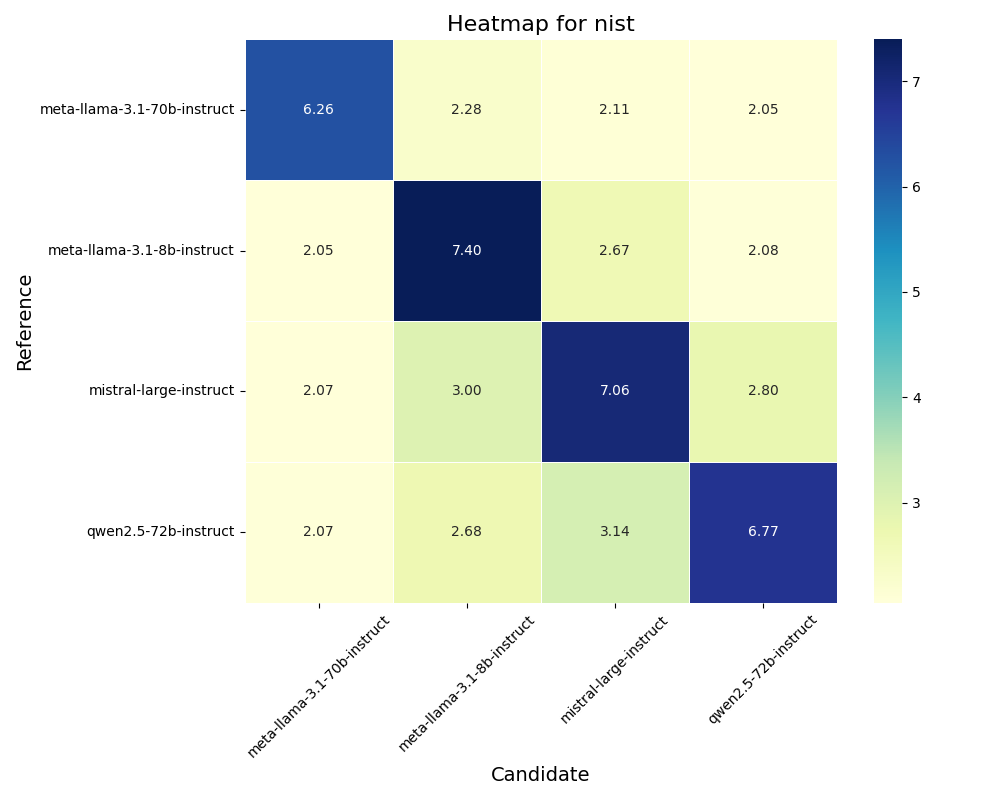 Heatmap for nist
Reference
meta-llama-3.1-70b-instruct
6.26 2.28 2.11 2.05
meta-llama-3.1-8b-instruct
2.05 7.40 2.67 2.08
mistral-large-instruct
2.07 3.00 7.06 2.80
qwen2.5-72b-instruct
2.07 2.68 3.14 6.77
meta-llama-3.1-70b-instruct
meta-llama-3.1-8b-instruct
mistral-large-instruct
qwen2.5-72b-instruct
Candidate
7
6
5
4
3